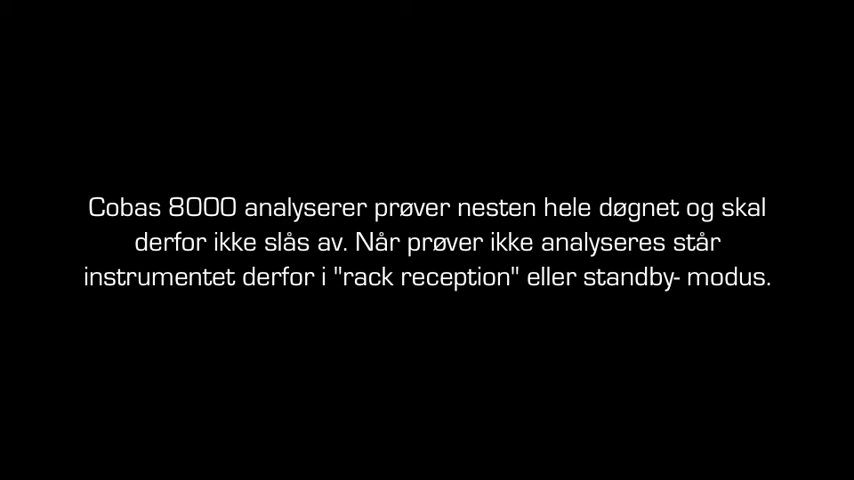 Cobas 8000 analyserer prøver nesten hele døgnet og skal
derfor ikke slås av. Når prøver ikke analyseres står
instrumentet derfor i "rack reception" eller standby- modus.